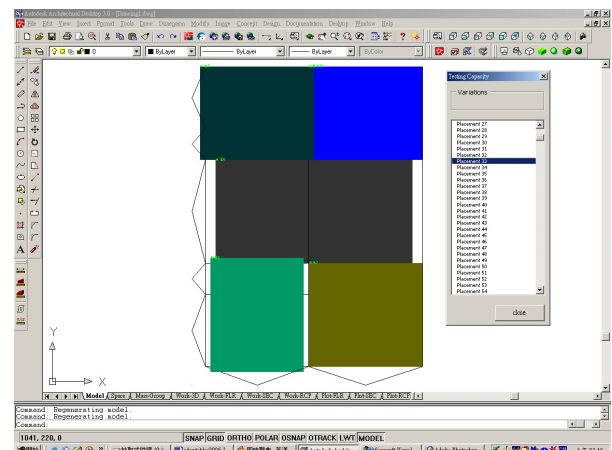 Autodesk Architectural Desktop 3.0 - [Drawing1.dwg]
File Edit View Insert Format Tools Draw Dimension Modify Image Concept Design Documentation Desktop Window Help
0 ByLayer ByLayer ByLayer ByColor
Testing Capacity
Variations
Placement 27
Placement 28
Placement 29
Placement 30
Placement 31
Placement 32
Placement 33
Placement 34
Placement 35
Placement 36
Placement 37
Placement 38
Placement 39
Placement 40
Placement 41
Placement 42
Placement 43
Placement 44
Placement 45
Placement 46
Placement 47
Placement 48
Placement 49
Placement 50
Placement 51
Placement 52
Placement 53
Placement 54
close
A
Y
X
Model Space Mass-Group Work-3D Work-FLR Work-SEC Work-RCP Plot-FLR Plot-SEC Plot-RCP
Command: Regenerating model.
Command: Regenerating model.
Command:
1041, 220, 0 SNAP GRID ORTHO POLAR OSNAP OTRACK LWT MODEL